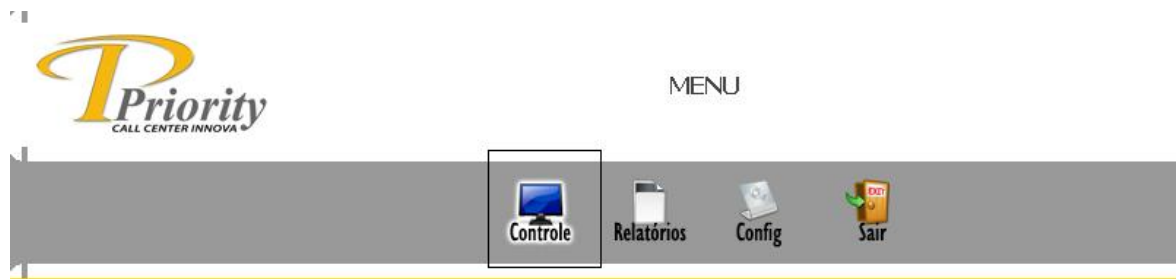 Priority
CALL CENTER INNOVA
MENU
Controle Relatórios Config Sair
EXIT